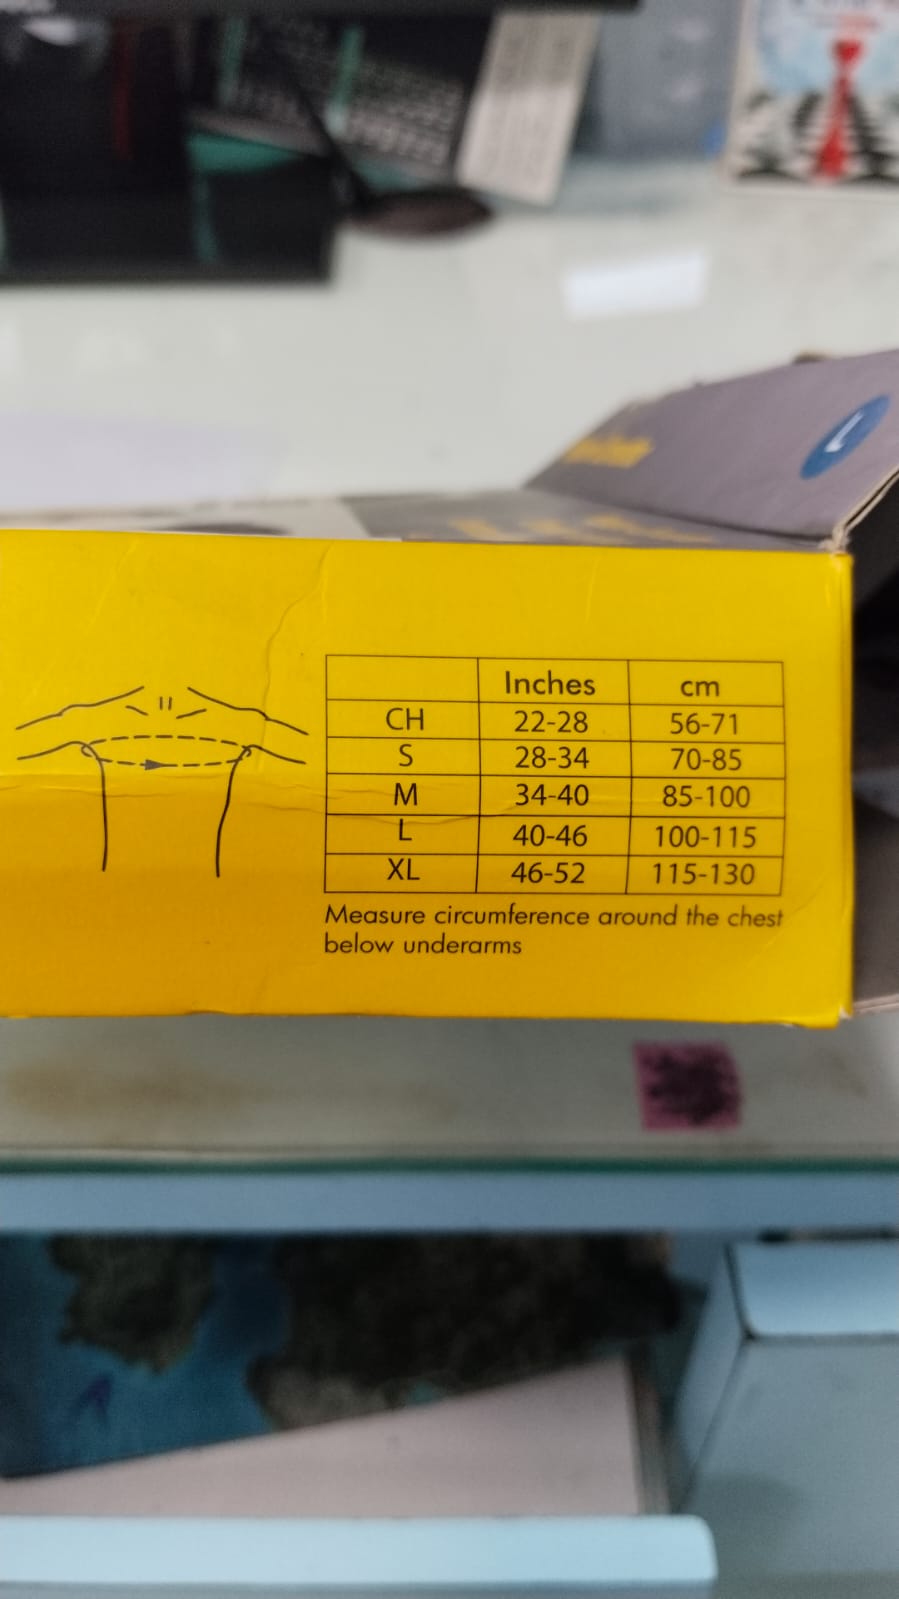 L
Inches cm
CH 22-28 56-71
S 28-34 70-85
M 34-40 85-100
L 40-46 100-115
XL 46-52 115-130
Measure circumference around the chest
below underarms